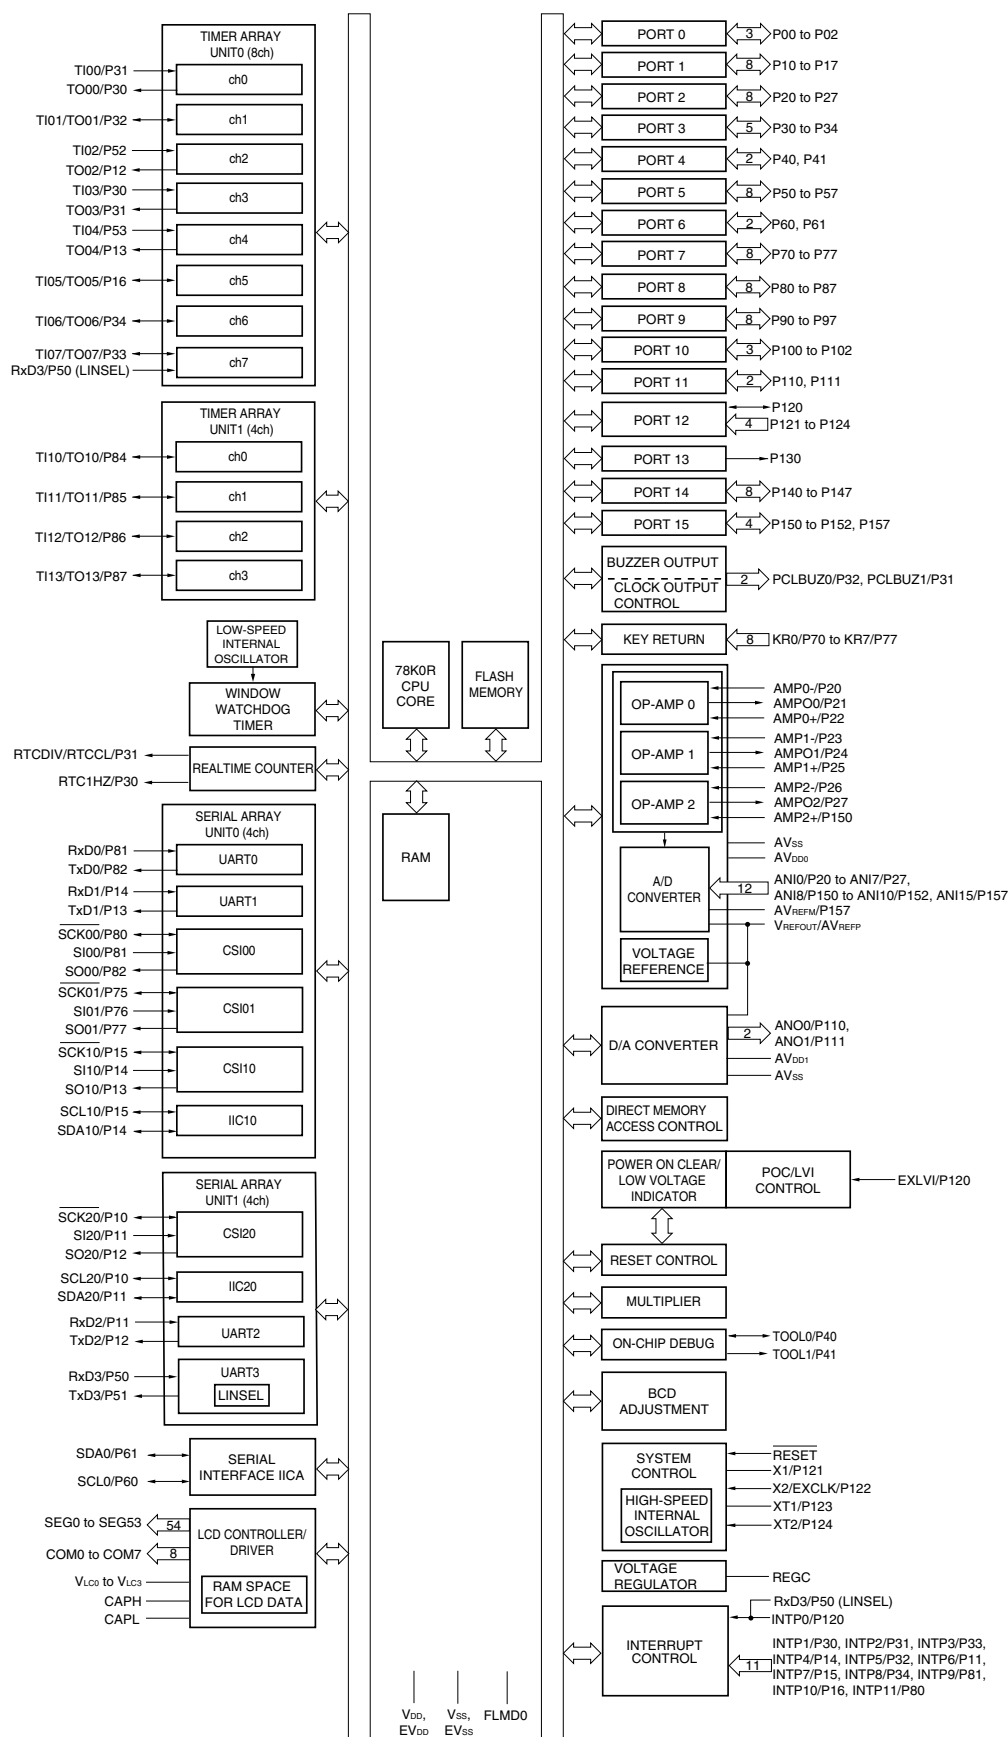 TIMER ARRAY
UNIT0 (8ch)
TI00/P31
TO00/P30
ch0
TI01/TO01/P32
ch1
TI02/P52
TO02/P12
ch2
TI03/P30
TO03/P31
ch3
TI04/P53
TO04/P13
ch4
TI05/TO05/P16
ch5
TI06/TO06/P34
ch6
TI07/TO07/P33
RxD3/P50 (LINSEL)
ch7
TIMER ARRAY
UNIT1 (4ch)
TI10/TO10/P84
ch0
TI11/TO11/P85
ch1
TI12/TO12/P86
ch2
TI13/TO13/P87
ch3
LOW-SPEED
INTERNAL
OSCILLATOR
WINDOW
WATCHDOG
TIMER
RTCDIV/RTCCL/P31
RTC1HZ/P30
REALTIME COUNTER
SERIAL ARRAY
UNIT0 (4ch)
RxD0/P81
TxD0/P82
UART0
RxD1/P14
TxD1/P13
UART1
SCK00/P80
SI00/P81
SO00/P82
CSI00
SCK01/P75
SI01/P76
SO01/P77
CSI01
SCK10/P15
SI10/P14
SO10/P13
CSI10
SCL10/P15
SDA10/P14
IIC10
SERIAL ARRAY
UNIT1 (4ch)
SCK20/P10
SI20/P11
SO20/P12
CSI20
SCL20/P10
SDA20/P11
IIC20
RxD2/P11
TxD2/P12
UART2
RxD3/P50
TxD3/P51
UART3
LINSEL
SDA0/P61
SCL0/P60
SERIAL
INTERFACE IICA
SEG0 to SEG53
54
COM0 to COM7
8
VLC0 to VLC3
CAPH
CAPL
LCD CONTROLLER/
DRIVER
RAM SPACE
FOR LCD DATA
78K0R
CPU
CORE
FLASH
MEMORY
RAM
VDD,
EVDD
VSS,
EVSS
FLMD0
PORT 0
3
P00 to P02
PORT 1
8
P10 to P17
PORT 2
8
P20 to P27
PORT 3
5
P30 to P34
PORT 4
2
P40, P41
PORT 5
8
P50 to P57
PORT 6
2
P60, P61
PORT 7
8
P70 to P77
PORT 8
8
P80 to P87
PORT 9
8
P90 to P97
PORT 10
3
P100 to P102
PORT 11
2
P110, P111
PORT 12
P120
4
P121 to P124
PORT 13
P130
PORT 14
8
P140 to P147
PORT 15
4
P150 to P152, P157
BUZZER OUTPUT
CLOCK OUTPUT
CONTROL
2
PCLBUZ0/P32, PCLBUZ1/P31
KEY RETURN
8
KR0/P70 to KR7/P77
OP-AMP 0
AMP0-/P20
AMPO0/P21
AMP0+/P22
OP-AMP 1
AMP1-/P23
AMPO1/P24
AMP1+/P25
OP-AMP 2
AMP2-/P26
AMPO2/P27
AMP2+/P150
AVSS
AVDD0
A/D
CONVERTER
12
ANI0/P20 to ANI7/P27,
ANI8/P150 to ANI10/P152, ANI15/P157
AVREFM/P157
VREFOUT/AVREFP
VOLTAGE
REFERENCE
D/A CONVERTER
2
ANO0/P110,
ANO1/P111
AVDD1
AVSS
DIRECT MEMORY
ACCESS CONTROL
POWER ON CLEAR/
LOW VOLTAGE
INDICATOR
POC/LVI
CONTROL
EXLVI/P120
RESET CONTROL
MULTIPLIER
ON-CHIP DEBUG
TOOL0/P40
TOOL1/P41
BCD
ADJUSTMENT
SYSTEM
CONTROL
HIGH-SPEED
INTERNAL
OSCILLATOR
RESET
X1/P121
X2/EXCLK/P122
XT1/P123
XT2/P124
VOLTAGE
REGULATOR
REGC
INTERRUPT
CONTROL
RxD3/P50 (LINSEL)
INTP0/P120
11
INTP1/P30, INTP2/P31, INTP3/P33,
INTP4/P14, INTP5/P32, INTP6/P11,
INTP7/P15, INTP8/P34, INTP9/P81,
INTP10/P16, INTP11/P80